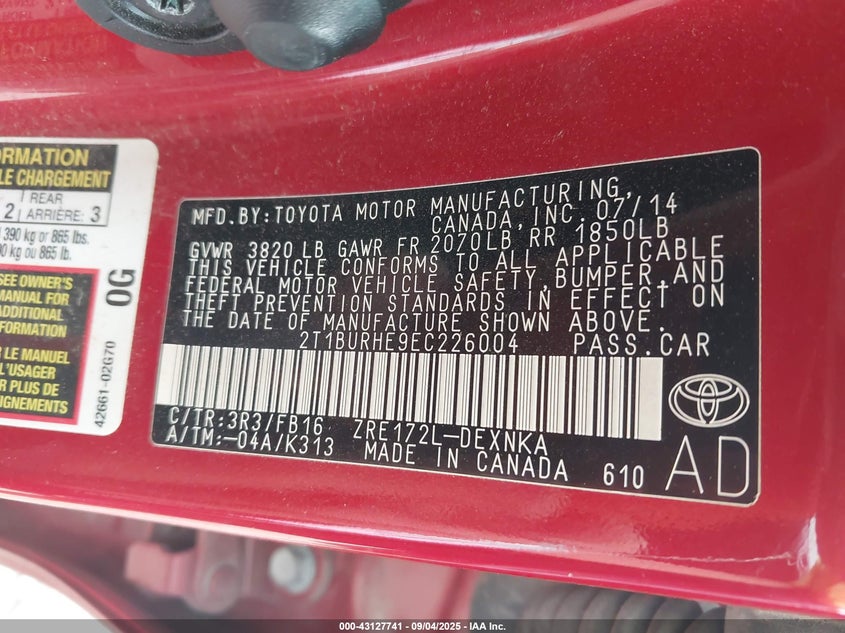 ORMATION
LE CHARGEMENT
2 REAR
ARRIÈRE: 3
390 kg or 865 lbs.
0 kg ou 865 lb.
SEE OWNER'S
MANUAL FOR
ADDITIONAL
NFORMATION
R LE MANUEL
DE L'USAGER
SIGNEMENTS
0G
42661-02G70
MFD.BY:TOYOTA MOTOR MANUFACTURING,
CANADA,INC. 07/14
GVWR 3820 LB GAWR FR 2070LB RR 1850LB
THIS VEHICLE CONFORMS TO ALL APPLICABLE
FEDERAL MOTOR VEHICLE SAFETY,BUMPER,AND
THEFT PREVENTION STANDARDS IN EFFECT ON
THE DATE OF MANUFACTURE SHOWN ABOVE.
2T1BURHE9EC226004 PASS.CAR
C/TR:3R3/FB16 ZRE172L-DEXNKA
A/TM:-04A/K313 MADE IN CANADA 610
AD
000-43127741 - 09/04/2025 - IAA Inc.